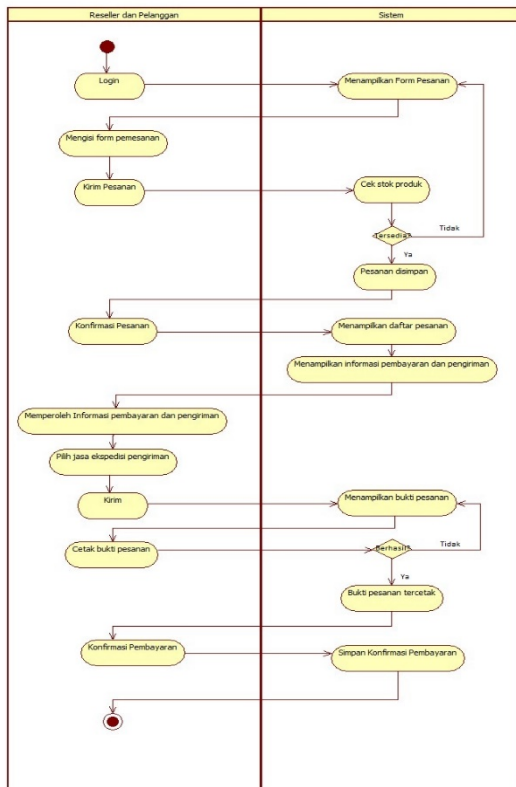 Reseller dan Pelanggan
Sistem
Login
Menampilkan Form Pesanan
Mengisi form pemesanan
Kirim Pesanan
Cek stok produk
Tersedia?
Tidak
Ya
Pesanan disimpan
Konfirmasi Pesanan
Menampilkan daftar pesanan
Menampilkan informasi pembayaran dan pengiriman
Memperoleh Informasi pembayaran dan pengiriman
Pilih jasa ekspedisi pengiriman
Kirim
Menampilkan bukti pesanan
Cetak bukti pesanan
Berhasil?
Tidak
Ya
Bukti pesanan tercetak
Konfirmasi Pembayaran
Simpan Konfirmasi Pembayaran